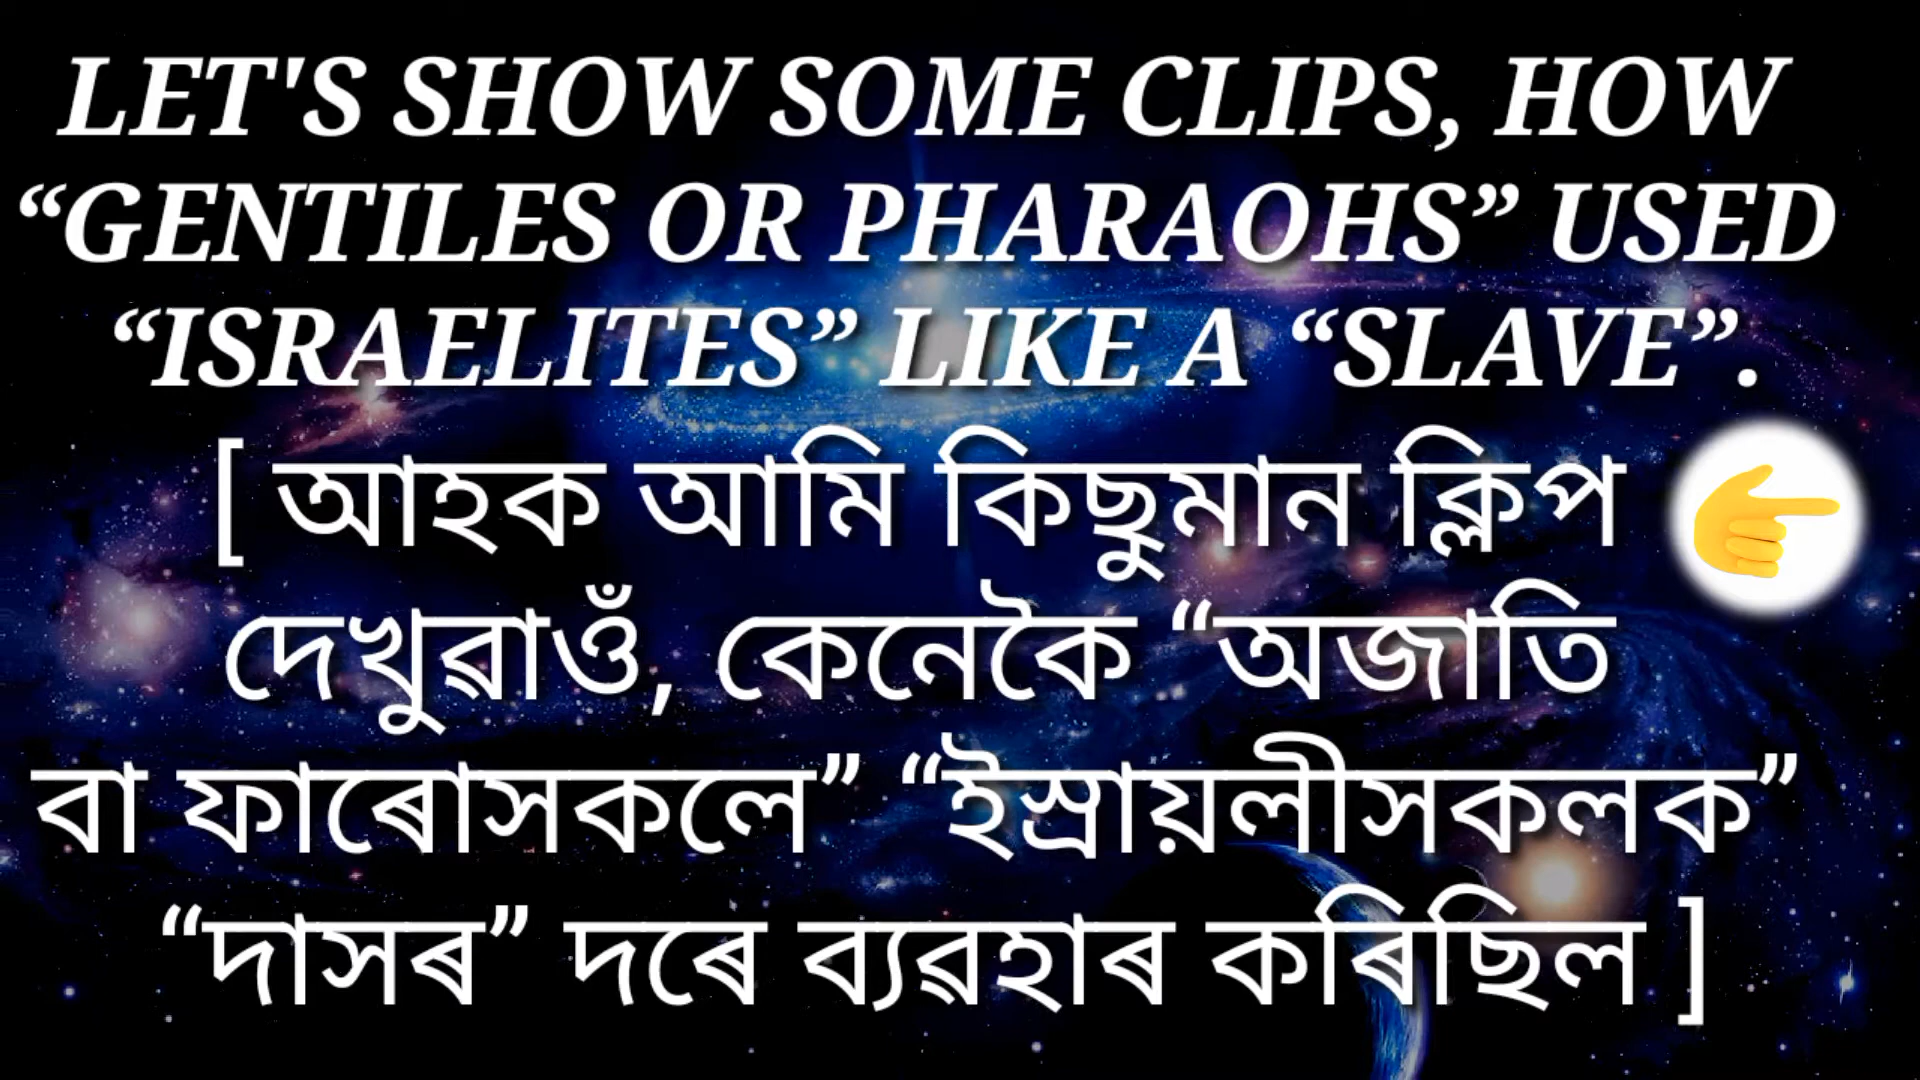 LET'S SHOW SOME CLIPS, HOW
“GENTILES OR PHARAOHS” USED
“ISRAELITES” LIKE A “SLAVE”.
[ আহক আমি কিছুমান ক্লিপ
দেখুৱাওঁ, কেনেকৈ “অজাতি
বা ফাৰোসকলে” “ইস্ৰায়লীসকলক”
“দাসৰ” দৰে ব্যৱহাৰ কৰিছিল ]